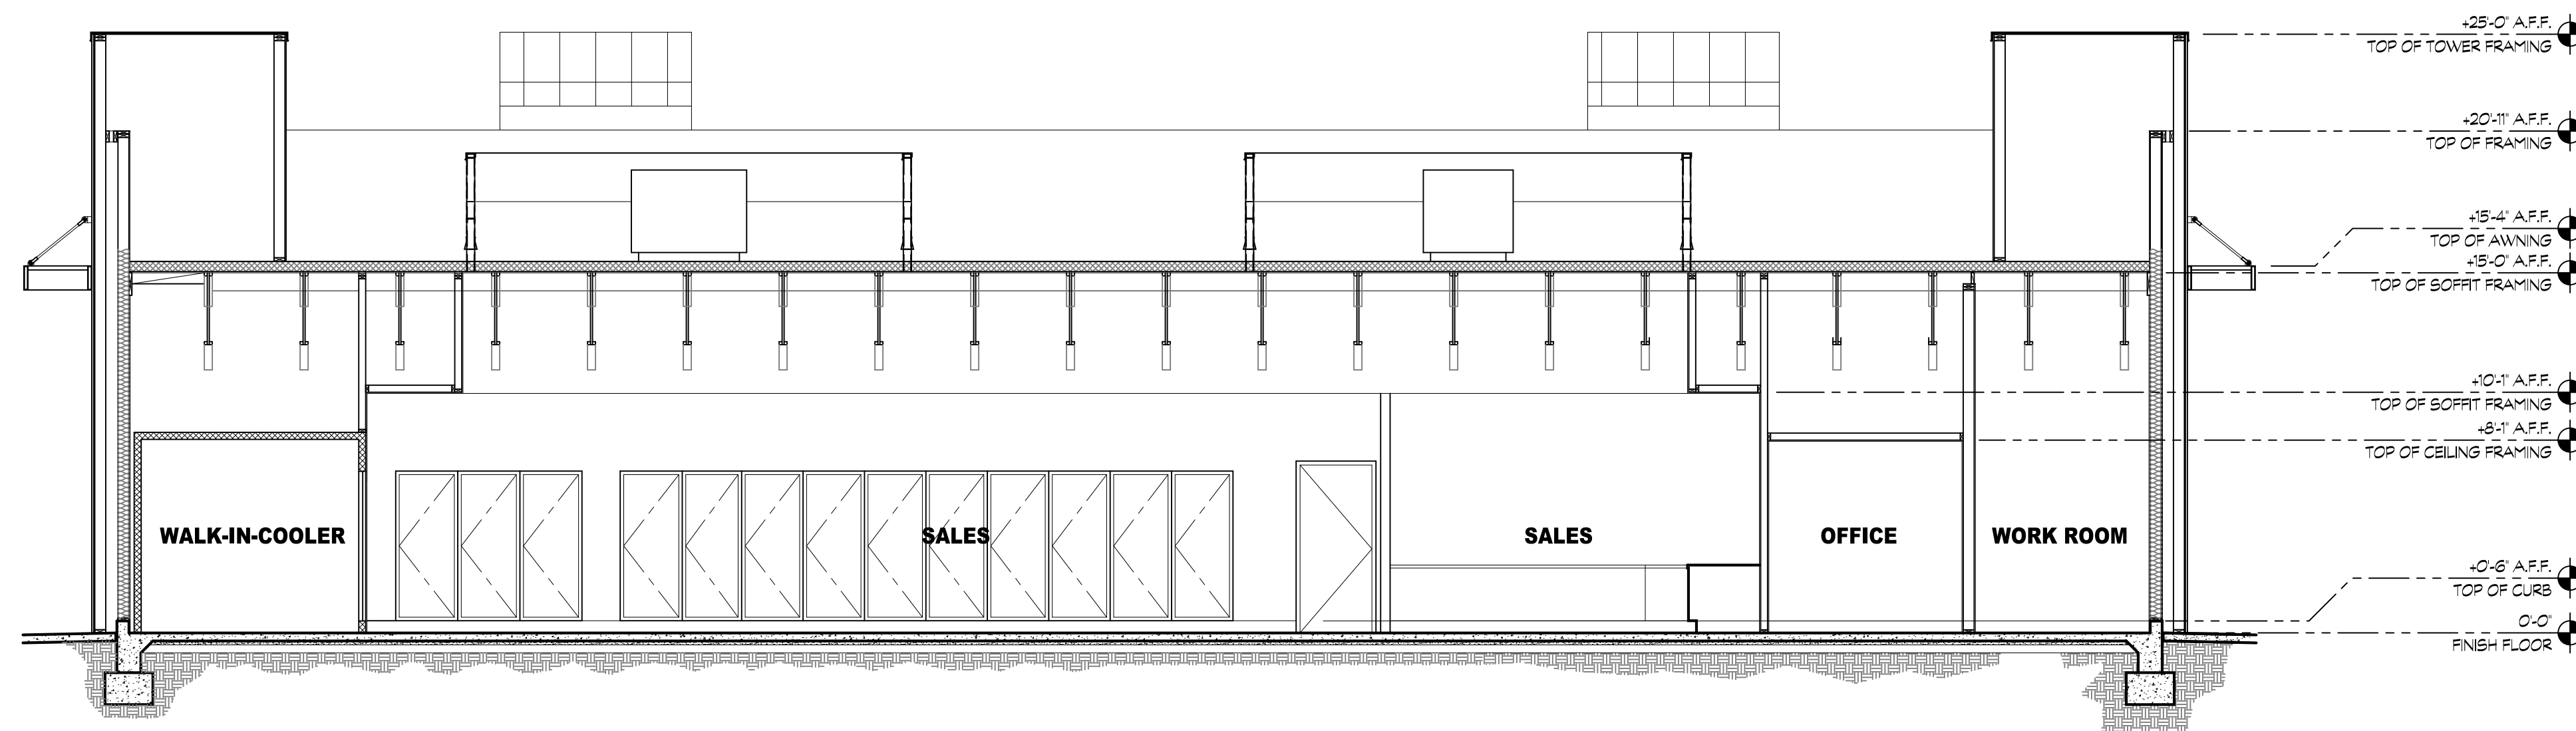 +25'-0" A.F.F.
TOP OF TOWER FRAMING
+20'-11" A.F.F.
TOP OF FRAMING
+15'-4" A.F.F.
TOP OF AWNING
+15'-0" A.F.F.
TOP OF SOFFIT FRAMING
+10'-1" A.F.F.
TOP OF SOFFIT FRAMING
+8'-1" A.F.F.
TOP OF CEILING FRAMING
WALK-IN-COOLER
SALES
SALES
OFFICE
WORK ROOM
+0'-6" A.F.F.
TOP OF CURB
0'-0"
FINISH FLOOR